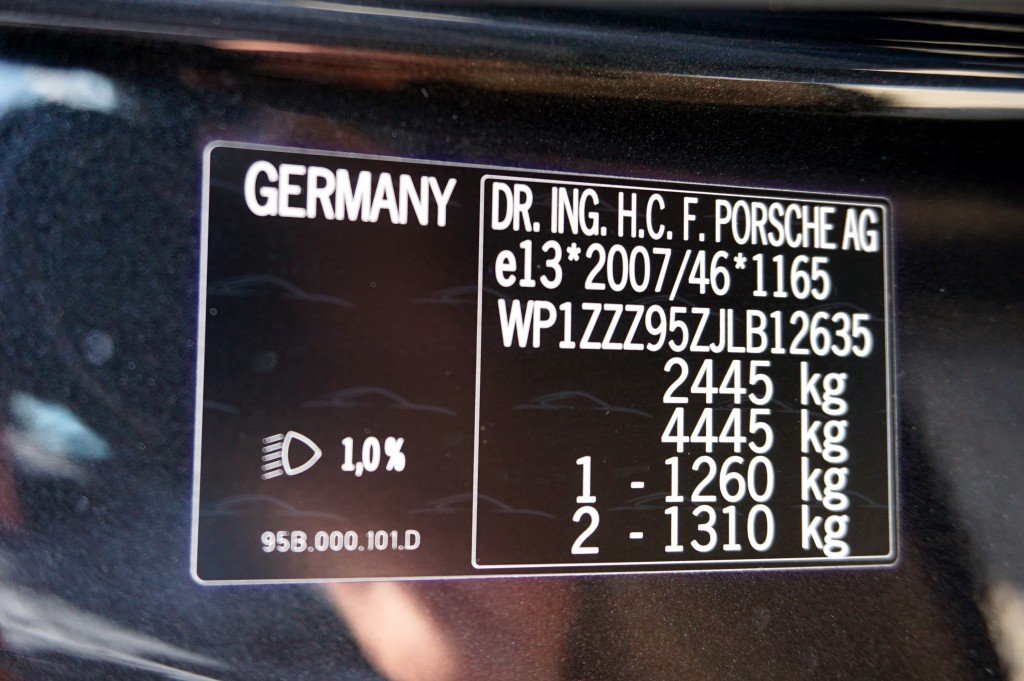 GERMANY
1,0%
95B.000.101.D
DR. ING. H.C. F. PORSCHE AG
e13*2007/46*1165
WP1ZZZ95ZJLB12635
2445 kg
4445 kg
1 - 1260 kg
2 - 1310 kg